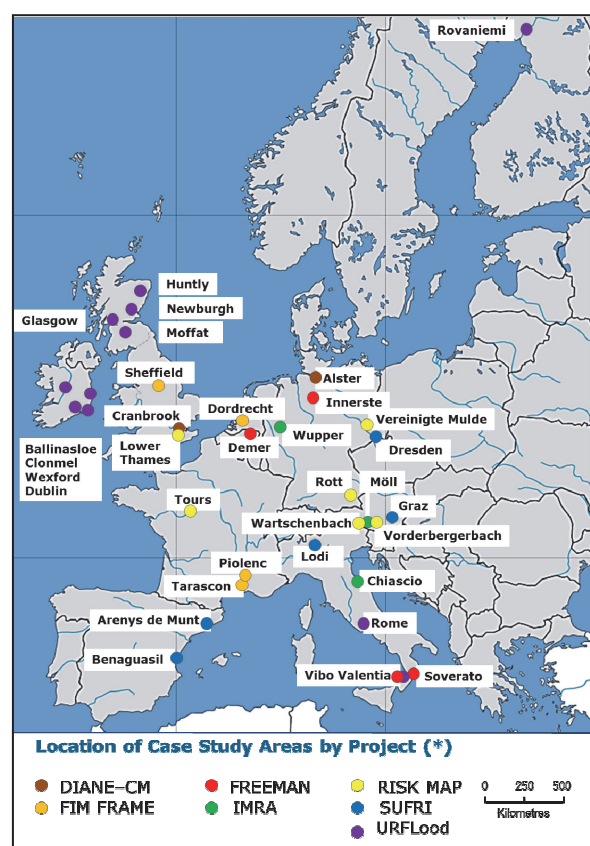 Rovaniemi
Huntly
Newburgh
Glasgow
Moffat
Sheffield
Alster
Innerste
Dordrecht
Cranbrook
Vereinigte Mulde
Wupper
Demer
Dresden
Ballinasloe
Clonmel
Wexford
Dublin
Lower
Thames
Rott
Möll
Tours
Graz
Wartschenbach
Vorderbergerbach
Lodi
Piolenc
Tarascon
Chiascio
Arenys de Munt
Rome
Benaguasil
Vibo Valentia
Soverato
Location of Case Study Areas by Project (*)
DIANE–CM
FREEMAN
RISK MAP
0 250 500
FIM FRAME
IMRA
SUFRI
Kilometres
URFLood